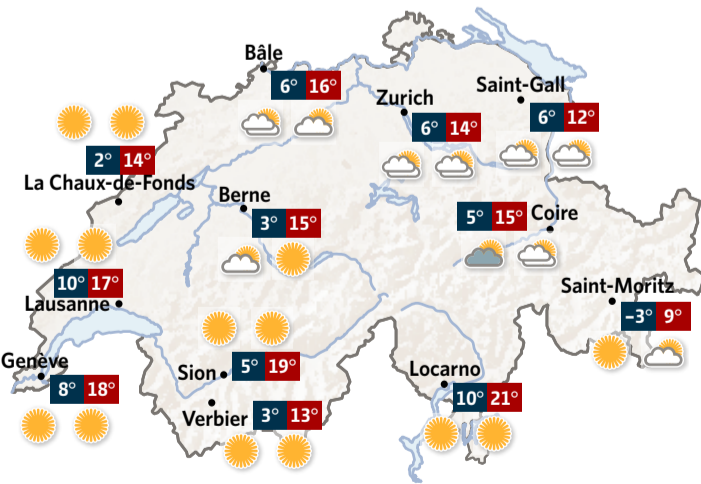 Bâle
6° 16°
Saint-Gall
6° 12°
Zurich
6° 14°
2° 14°
La Chaux-de-Fonds
Berne
3° 15°
5° 15° Coire
10° 17°
Lausanne
Saint-Moritz
–3° 9°
Genève
8° 18°
Sion 5° 19°
Locarno
10° 21°
Verbier 3° 13°